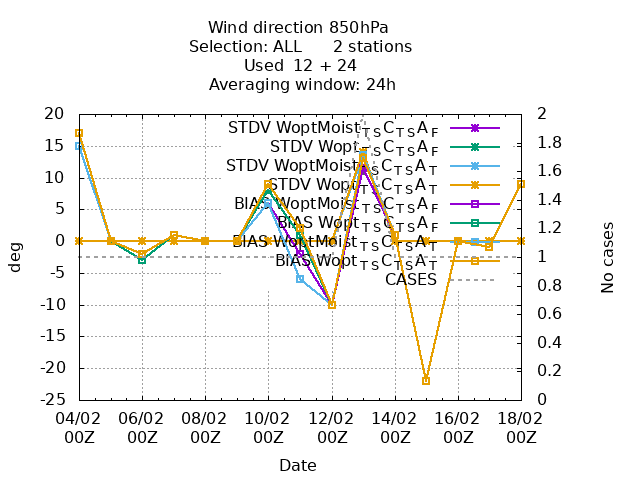 Wind direction 850hPa
Selection: ALL 2 stations
Used 12 + 24
Averaging window: 24h
20 2
15 1.8
10 1.6
5 1.4
0 1.2
-5 1
-10 0.8
-15 0.6
-20 0.4
-25 0.2
0
STDV WoptMoist_TS C_TS A_F
STDV Wopt_TS C_TS A_F
STDV WoptMoist_TS C_TS A_T
STDV Wopt_TS C_TS A_T
BIAS WoptMoist_TS C_TS A_F
BIAS Wopt_TS C_TS A_F
BIAS WoptMoist_TS C_TS A_T
BIAS Wopt_TS C_TS A_T
CASES
deg
No cases
04/02 06/02 08/02 10/02 12/02 14/02 16/02 18/02
00Z 00Z 00Z 00Z 00Z 00Z 00Z 00Z
Date